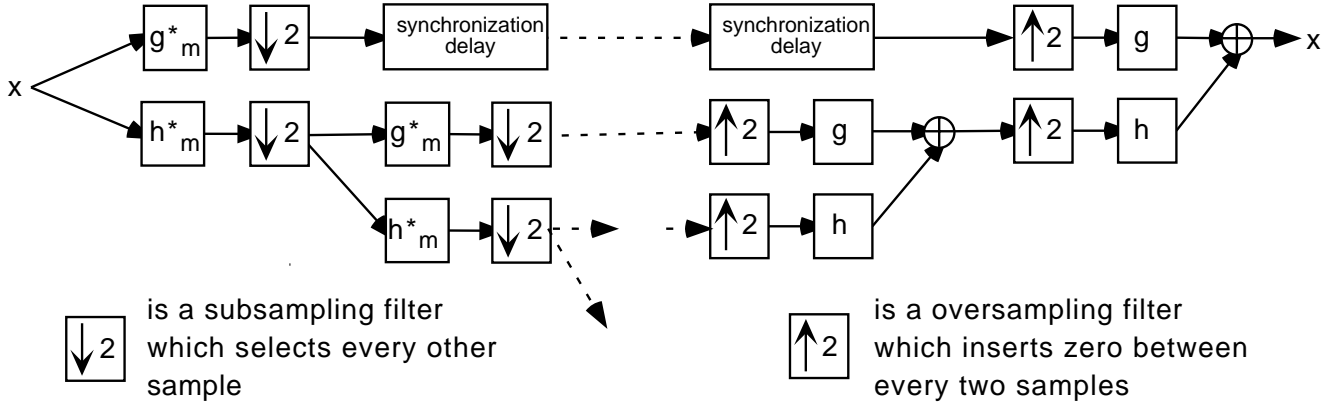 g*m ↓2 synchronization delay synchronization delay ↑2 g
x x
h*m ↓2 g*m ↓2 ↑2 g ↑2 h
h*m ↓2 ↑2 h
↓2 is a subsampling filter
which selects every other
sample
↑2 is a oversampling filter
which inserts zero between
every two samples